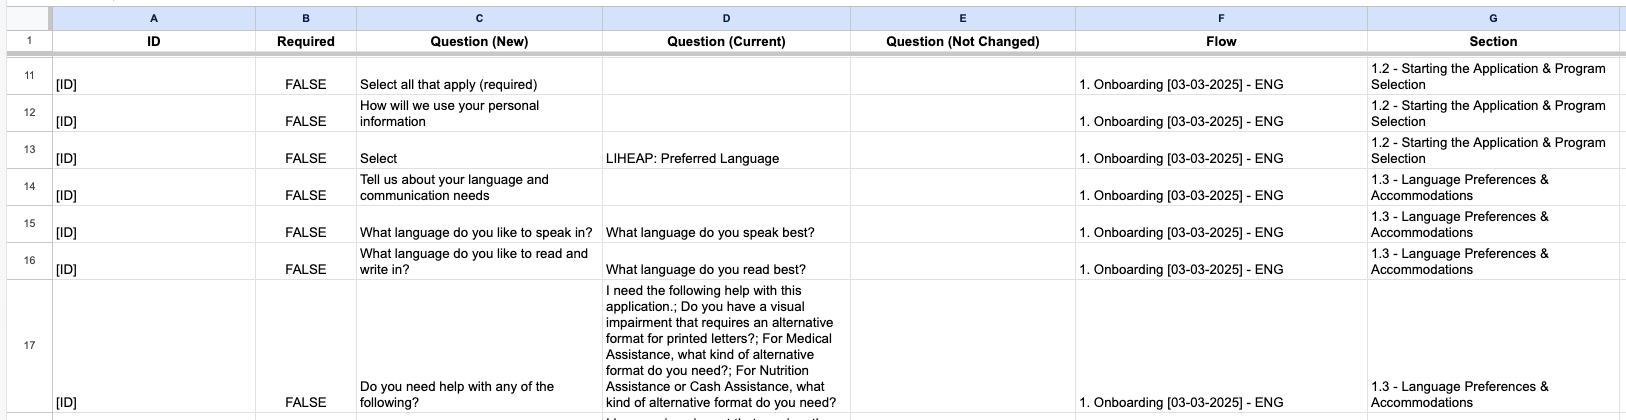 A B C D E F G
1 ID Required Question (New) Question (Current) Question (Not Changed) Flow Section
11 [ID] FALSE Select all that apply (required) 1. Onboarding [03-03-2025] - ENG 1.2 - Starting the Application & Program
Selection
12 [ID] FALSE How will we use your personal
information 1. Onboarding [03-03-2025] - ENG 1.2 - Starting the Application & Program
Selection
13 [ID] FALSE Select LIHEAP: Preferred Language 1. Onboarding [03-03-2025] - ENG 1.2 - Starting the Application & Program
Selection
14 [ID] FALSE Tell us about your language and
communication needs 1. Onboarding [03-03-2025] - ENG 1.3 - Language Preferences &
Accommodations
15 [ID] FALSE What language do you like to speak in? What language do you speak best? 1. Onboarding [03-03-2025] - ENG 1.3 - Language Preferences &
Accommodations
16 [ID] FALSE What language do you like to read and
write in? What language do you read best? 1. Onboarding [03-03-2025] - ENG 1.3 - Language Preferences &
Accommodations
17 [ID] FALSE Do you need help with any of the
following? I need the following help with this
application.; Do you have a visual
impairment that requires an alternative
format for printed letters?; For Medical
Assistance, what kind of alternative
format do you need?; For Nutrition
Assistance or Cash Assistance, what
kind of alternative format do you need? 1. Onboarding [03-03-2025] - ENG 1.3 - Language Preferences &
Accommodations